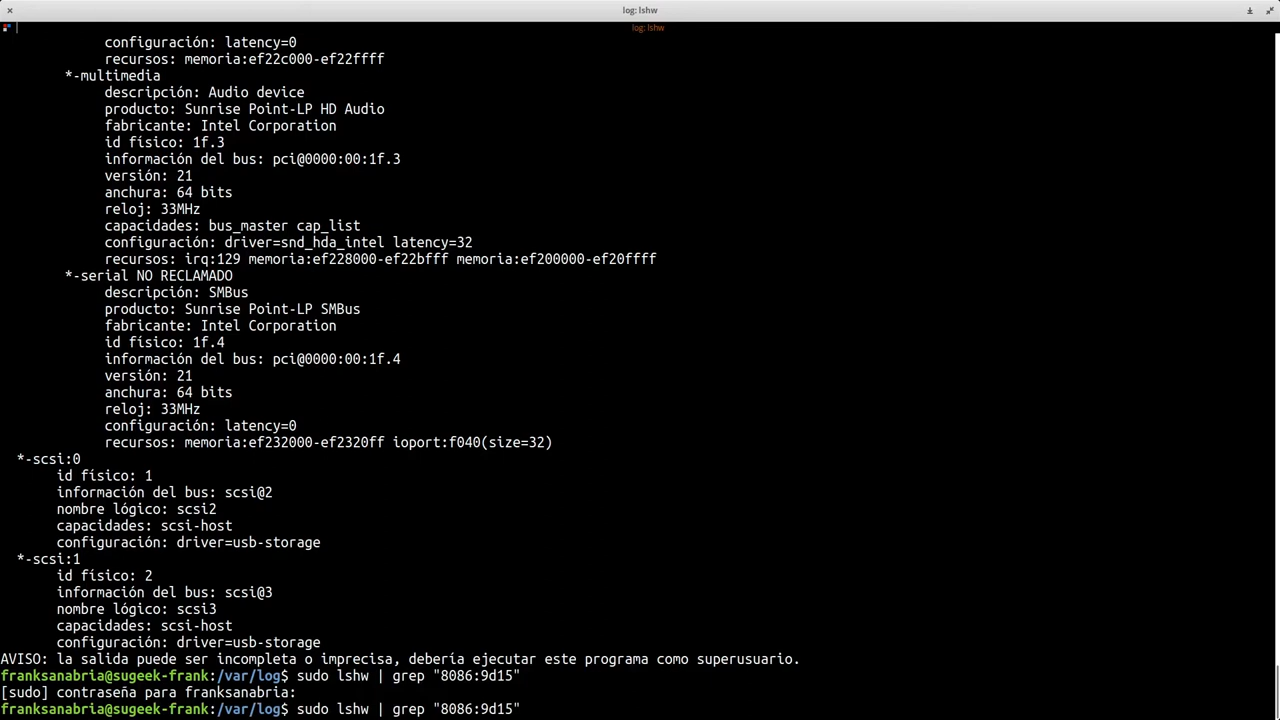 log: lshw
log: lshw
configuración: latency=0
recursos: memoria:ef22c000-ef22ffff
*-multimedia
descripción: Audio device
producto: Sunrise Point-LP HD Audio
fabricante: Intel Corporation
id físico: 1f.3
información del bus: pci@0000:00:1f.3
versión: 21
anchura: 64 bits
reloj: 33MHz
capacidades: bus_master cap_list
configuración: driver=snd_hda_intel latency=32
recursos: irq:129 memoria:ef228000-ef22bfff memoria:ef200000-ef20ffff
*-serial NO RECLAMADO
descripción: SMBus
producto: Sunrise Point-LP SMBus
fabricante: Intel Corporation
id físico: 1f.4
información del bus: pci@0000:00:1f.4
versión: 21
anchura: 64 bits
reloj: 33MHz
configuración: latency=0
recursos: memoria:ef232000-ef2320ff ioport:f040(size=32)
*-scsi:0
id físico: 1
información del bus: scsi@2
nombre lógico: scsi2
capacidades: scsi-host
configuración: driver=usb-storage
*-scsi:1
id físico: 2
información del bus: scsi@3
nombre lógico: scsi3
capacidades: scsi-host
configuración: driver=usb-storage
AVISO: la salida puede ser incompleta o imprecisa, debería ejecutar este programa como superusuario.
franksanabria@sugeek-frank:/var/log$ sudo lshw | grep "8086:9d15"
[sudo] contraseña para franksanabria:
franksanabria@sugeek-frank:/var/log$ sudo lshw | grep "8086:9d15"